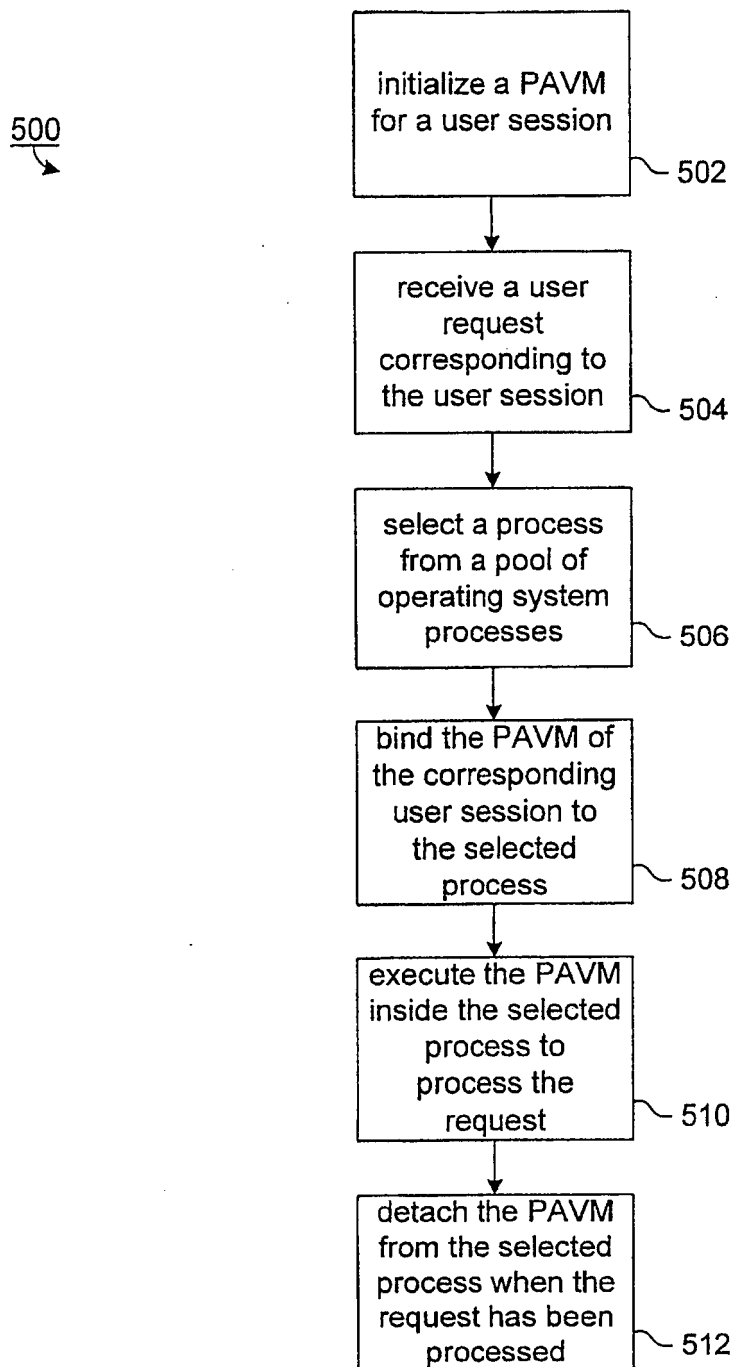 initialize a PAVM
for a user session
500
502
receive a user
request
corresponding to
the user session
504
select a process
from a pool of
operating system
processes
506
bind the PAVM of
the corresponding
user session to
the selected
process
508
execute the PAVM
inside the selected
process to
process the
request
510
detach the PAVM
from the selected
process when the
request has been
processed
512